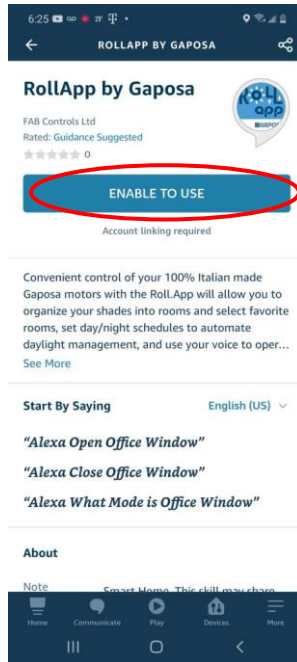 6:25
ROLLAPP BY GAPOSA
RollApp by Gaposa
FAB Controls Ltd
Rated: Guidance Suggested
0
ROLL
app
GAPOSA
ENABLE TO USE
Account linking required
Convenient control of your 100% Italian made
Gaposa motors with the Roll.App will allow you to
organize your shades into rooms and select favorite
rooms, set day/night schedules to automate
daylight management, and use your voice to oper...
See More
Start By Saying
English (US)
“Alexa Open Office Window”
“Alexa Close Office Window”
“Alexa What Mode is Office Window”
About
Note
Smart Home. This skill may share
Home Communicate Play Devices More